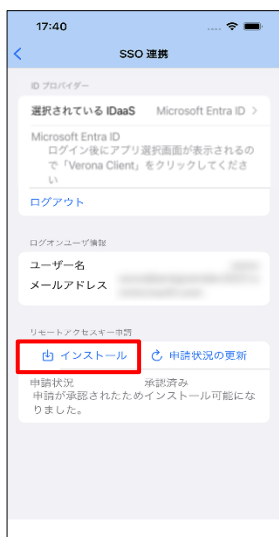 17:40
SSO 連携
ID プロバイダー
選択されている IDaaS Microsoft Entra ID
Microsoft Entra ID
ログイン後にアプリ選択画面が表示されるの
で「Verona Client」をクリックしてくださ
い
ログアウト
ログオンユーザ情報
ユーザー名
メールアドレス
リモートアクセスキー申請
インストール 申請状況の更新
申請状況 承認済み
申請が承認されたためインストール可能にな
りました。